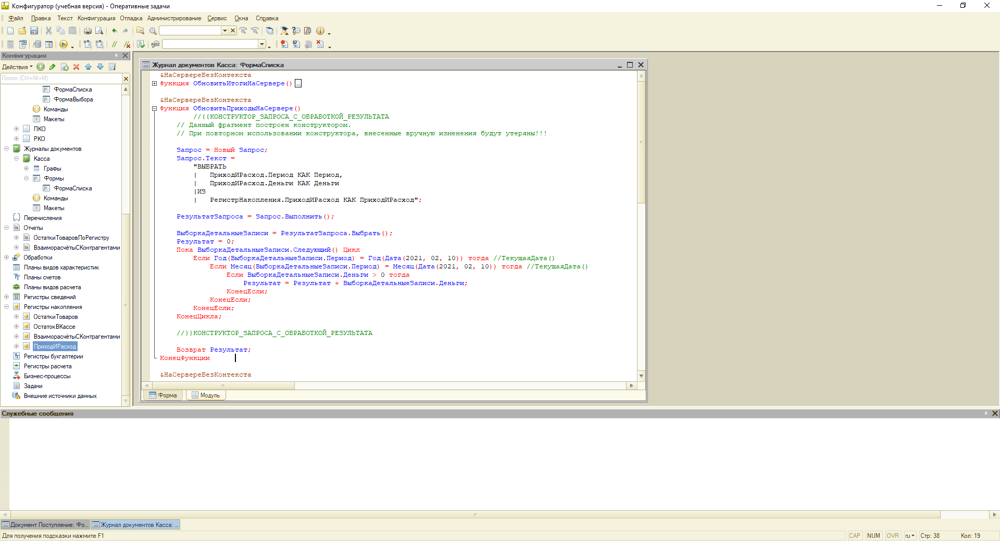 Конфигуратор (учебная версия) - Оперативные задачи
Файл Правка Текст Конфигурация Отладка Администрирование Сервис Окна Справка
Конфигурация
Действия
Поиск (Ctrl+Alt+M)
ФормаСписка
ФормаВыбора
Команды
Макеты
ПКО
РКО
Журналы документов
Касса
Графы
Формы
ФормаСписка
Команды
Макеты
Перечисления
Отчеты
ОстаткиТоваровПоРегистру
ВзаиморасчётыСКонтрагентами
Обработки
Планы видов характеристик
Планы счетов
Планы видов расчета
Регистры сведений
Регистры накопления
ОстаткиТоваров
ОстатокВКассе
ВзаиморасчётыСКонтрагентами
ПриходИРасход
Регистры бухгалтерии
Регистры расчета
Бизнес-процессы
Задачи
Внешние источники данных
Журнал документов Касса: ФормаСписка
&НаСервереБезКонтекста
Функция ОбновитьИтогиНаСервере() ...
&НаСервереБезКонтекста
Функция ОбновитьПриходыНаСервере()
//{{КОНСТРУКТОР_ЗАПРОСА_С_ОБРАБОТКОЙ_РЕЗУЛЬТАТА
// Данный фрагмент построен конструктором.
// При повторном использовании конструктора, внесенные вручную изменения будут утеряны!!!
Запрос = Новый Запрос;
Запрос.Текст =
"ВЫБРАТЬ
| ПриходИРасход.Период КАК Период,
| ПриходИРасход.Деньги КАК Деньги
|ИЗ
| РегистрНакопления.ПриходИРасход КАК ПриходИРасход";
РезультатЗапроса = Запрос.Выполнить();
ВыборкаДетальныеЗаписи = РезультатЗапроса.Выбрать();
Результат = 0;
Пока ВыборкаДетальныеЗаписи.Следующий() Цикл
Если Год(ВыборкаДетальныеЗаписи.Период) = Год(Дата(2021, 02, 10)) тогда //ТекущаяДата()
Если Месяц(ВыборкаДетальныеЗаписи.Период) = Месяц(Дата(2021, 02, 10)) тогда //ТекущаяДата()
Если ВыборкаДетальныеЗаписи.Деньги > 0 тогда
Результат = Результат + ВыборкаДетальныеЗаписи.Деньги;
КонецЕсли;
КонецЕсли;
КонецЕсли;
КонецЦикла;
//}}КОНСТРУКТОР_ЗАПРОСА_С_ОБРАБОТКОЙ_РЕЗУЛЬТАТА
Возврат Результат;
КонецФункции
&НаСервереБезКонтекста
Форма Модуль
Служебные сообщения
Документ Поступление: Фо... Журнал документов Касса: ...
Для получения подсказки нажмите F1
CAP NUM OVR ru Стр: 38 Кол: 19